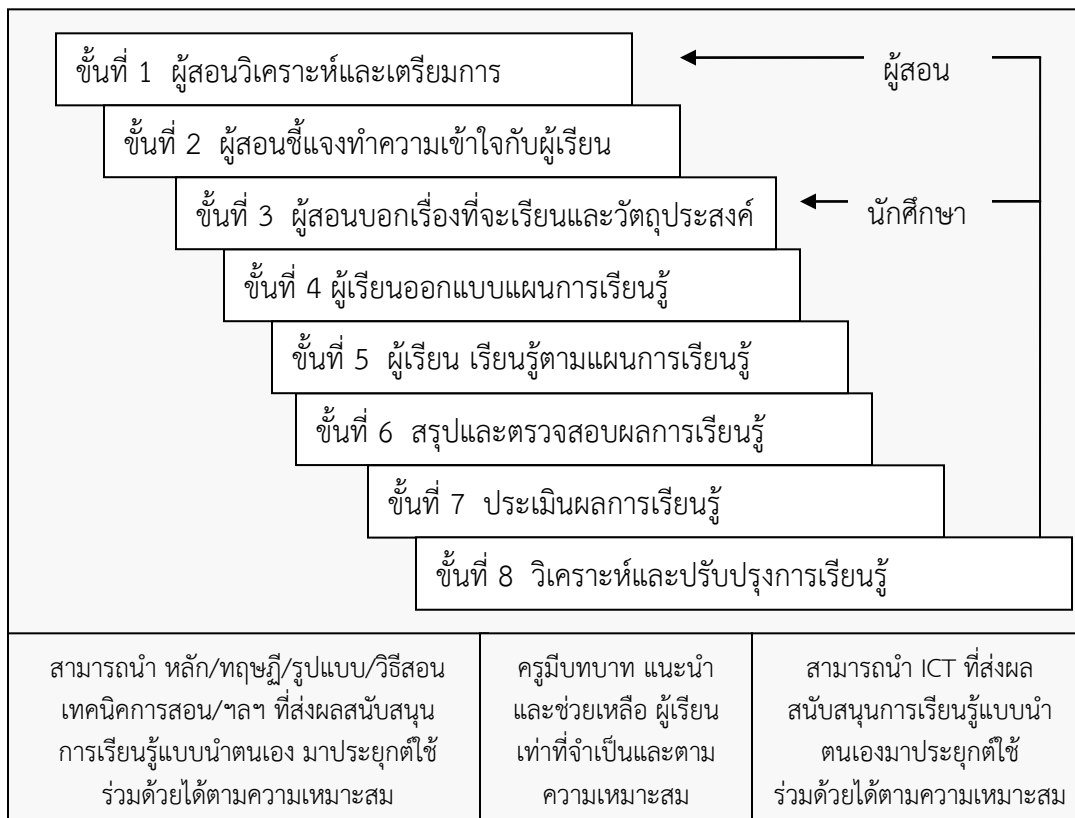 ขั้นที่ 1 ผู้สอนวิเคราะห์และเตรียมการ
ผู้สอน
ขั้นที่ 2 ผู้สอนชี้แจงทำความเข้าใจกับผู้เรียน
ขั้นที่ 3 ผู้สอนบอกเรื่องที่จะเรียนและวัตถุประสงค์
นักศึกษา
ขั้นที่ 4 ผู้เรียนออกแบบแผนการเรียนรู้
ขั้นที่ 5 ผู้เรียน เรียนรู้ตามแผนการเรียนรู้
ขั้นที่ 6 สรุปและตรวจสอบผลการเรียนรู้
ขั้นที่ 7 ประเมินผลการเรียนรู้
ขั้นที่ 8 วิเคราะห์และปรับปรุงการเรียนรู้
สามารถนำ หลัก/ทฤษฏี/รูปแบบ/วิธีสอน
เทคนิคการสอน/ฯลฯ ที่ส่งผลสนับสนุน
การเรียนรู้แบบนำตนเอง มาประยุกต์ใช้
ร่วมด้วยได้ตามความเหมาะสม
ครูมีบทบาท แนะนำ
และช่วยเหลือ ผู้เรียน
เท่าที่จำเป็นและตาม
ความเหมาะสม
สามารถนำ ICT ที่ส่งผล
สนับสนุนการเรียนรู้แบบนำ
ตนเองมาประยุกต์ใช้
ร่วมด้วยได้ตามความเหมาะสม